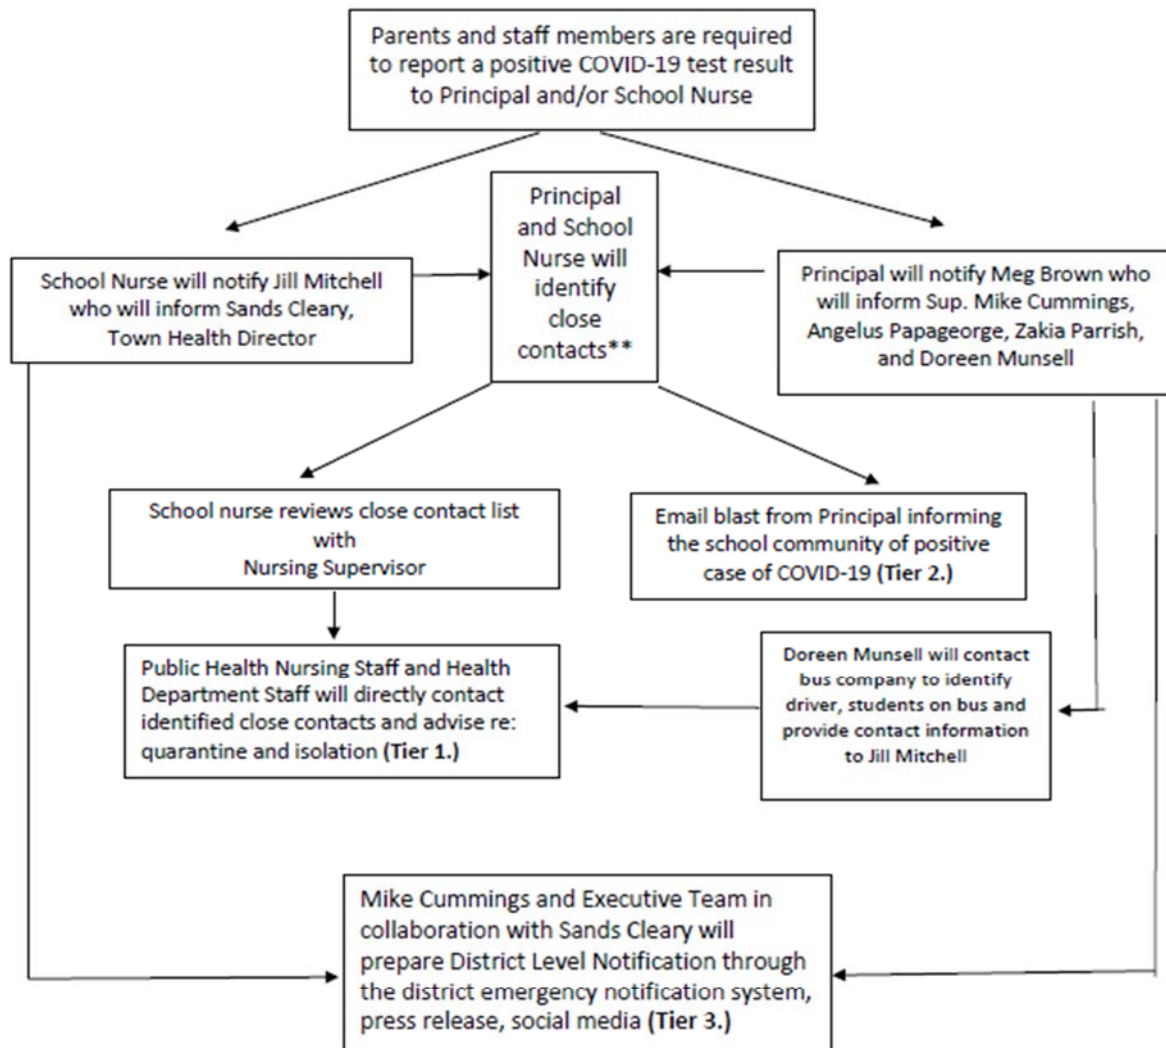 Parents and staff members are required
to report a positive COVID-19 test result
to Principal and/or School Nurse
Principal
and School
Nurse will
identify
close
contacts**
School Nurse will notify Jill Mitchell
who will inform Sands Cleary,
Town Health Director
Principal will notify Meg Brown who
will inform Sup. Mike Cummings,
Angelus Papageorge, Zakia Parrish,
and Doreen Munsell
School nurse reviews close contact list
with
Nursing Supervisor
Email blast from Principal informing
the school community of positive
case of COVID-19 (Tier 2.)
Public Health Nursing Staff and Health
Department Staff will directly contact
identified close contacts and advise re:
quarantine and isolation (Tier 1.)
Doreen Munsell will contact
bus company to identify
driver, students on bus and
provide contact information
to Jill Mitchell
Mike Cummings and Executive Team in
collaboration with Sands Cleary will
prepare District Level Notification through
the district emergency notification system,
press release, social media (Tier 3.)